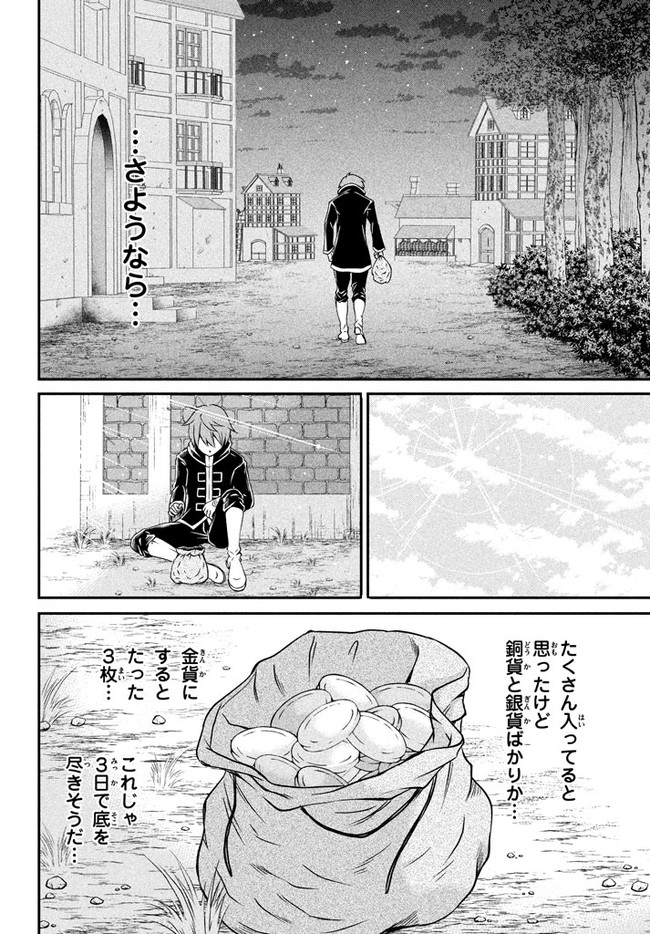 …さようなら…
たくさん入ってると
思ったけど
銅貨と銀貨ばかりか…
金貨に
すると
たった
3枚…
これじゃ
3日で底を
尽きそうだ…